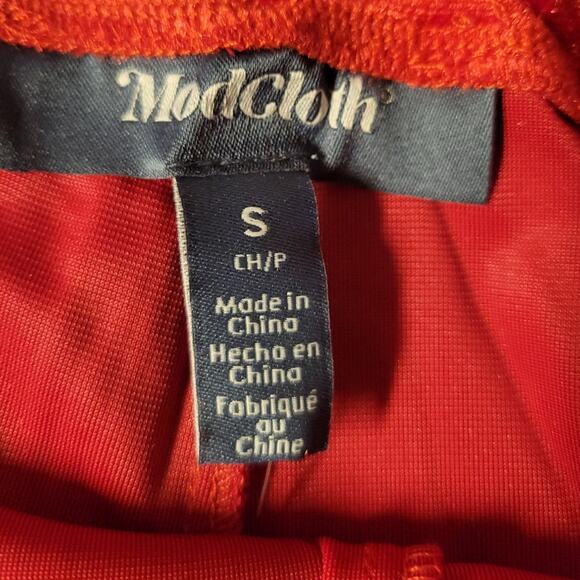 ModCloth
S
CH/P
Made in
China
Hecho en
China
Fabriqué
au
Chine